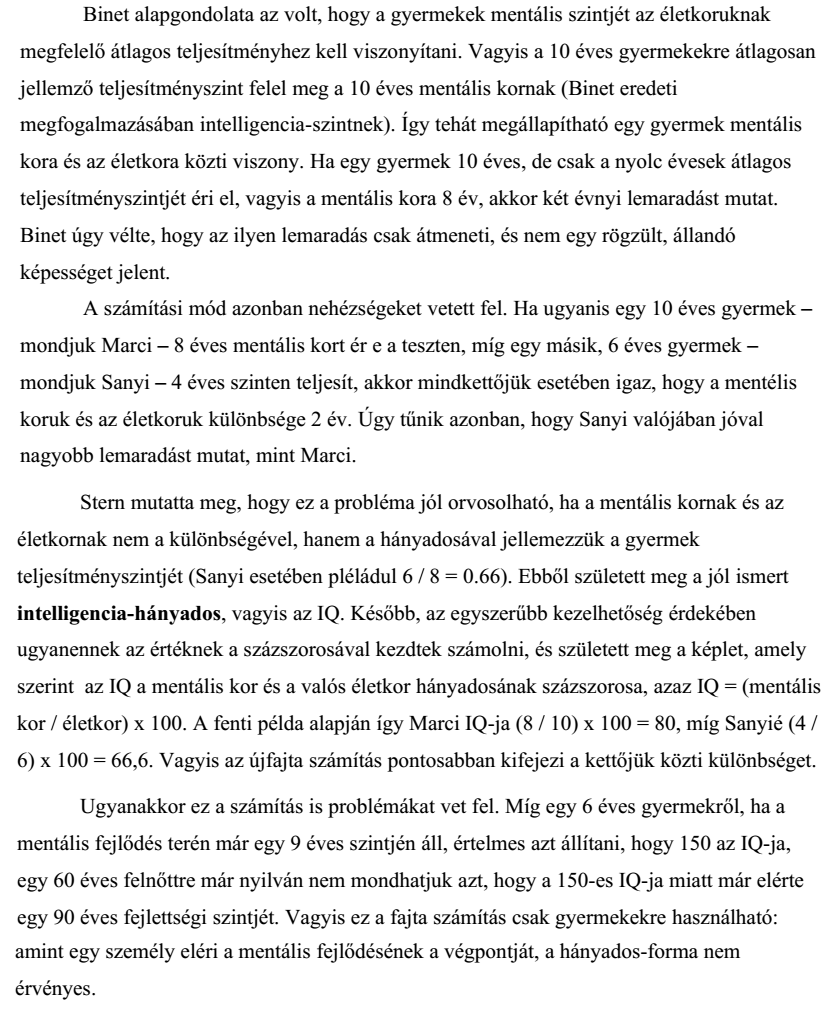 Binet alapgondolata az volt, hogy a gyermekek mentális szintjét az életkoruknak
megfelelő átlagos teljesítményhez kell viszonyítani. Vagyis a 10 éves gyermekekre átlagosan
jellemző teljesítményszint felel meg a 10 éves mentális kornak (Binet eredeti
megfogalmazásában intelligencia-szintnek). Így tehát megállapítható egy gyermek mentális
kora és az életkora közti viszony. Ha egy gyermek 10 éves, de csak a nyolc évesek átlagos
teljesítményszintjét éri el, vagyis a mentális kora 8 év, akkor két évnyi lemaradást mutat.
Binet úgy vélte, hogy az ilyen lemaradás csak átmeneti, és nem egy rögzült, állandó
képességet jelent.
A számítási mód azonban nehézségeket vetett fel. Ha ugyanis egy 10 éves gyermek –
mondjuk Marci – 8 éves mentális kort ér e a teszten, míg egy másik, 6 éves gyermek –
mondjuk Sanyi – 4 éves szinten teljesít, akkor mindkettőjük esetében igaz, hogy a mentélis
koruk és az életkoruk különbsége 2 év. Úgy tűnik azonban, hogy Sanyi valójában jóval
nagyobb lemaradást mutat, mint Marci.
Stern mutatta meg, hogy ez a probléma jól orvosolható, ha a mentális kornak és az
életkornak nem a különbségével, hanem a hányadosával jellemezzük a gyermek
teljesítményszintjét (Sanyi esetében pléládul 6 / 8 = 0.66). Ebből született meg a jól ismert
intelligencia-hányados, vagyis az IQ. Később, az egyszerűbb kezelhetőség érdekében
ugyanennek az értéknek a százszorosával kezdtek számolni, és született meg a képlet, amely
szerint az IQ a mentális kor és a valós életkor hányadosának százszorosa, azaz IQ = (mentális
kor / életkor) x 100. A fenti példa alapján így Marci IQ-ja (8 / 10) x 100 = 80, míg Sanyié (4 /
6) x 100 = 66,6. Vagyis az újfajta számítás pontosabban kifejezi a kettőjük közti különbséget.
Ugyanakkor ez a számítás is problémákat vet fel. Míg egy 6 éves gyermekről, ha a
mentális fejlődés terén már egy 9 éves szintjén áll, értelmes azt állítani, hogy 150 az IQ-ja,
egy 60 éves felnőttre már nyilván nem mondhatjuk azt, hogy a 150-es IQ-ja miatt már elérte
egy 90 éves fejlettségi szintjét. Vagyis ez a fajta számítás csak gyermekekre használható:
amint egy személy eléri a mentális fejlődésének a végpontját, a hányados-forma nem
érvényes.